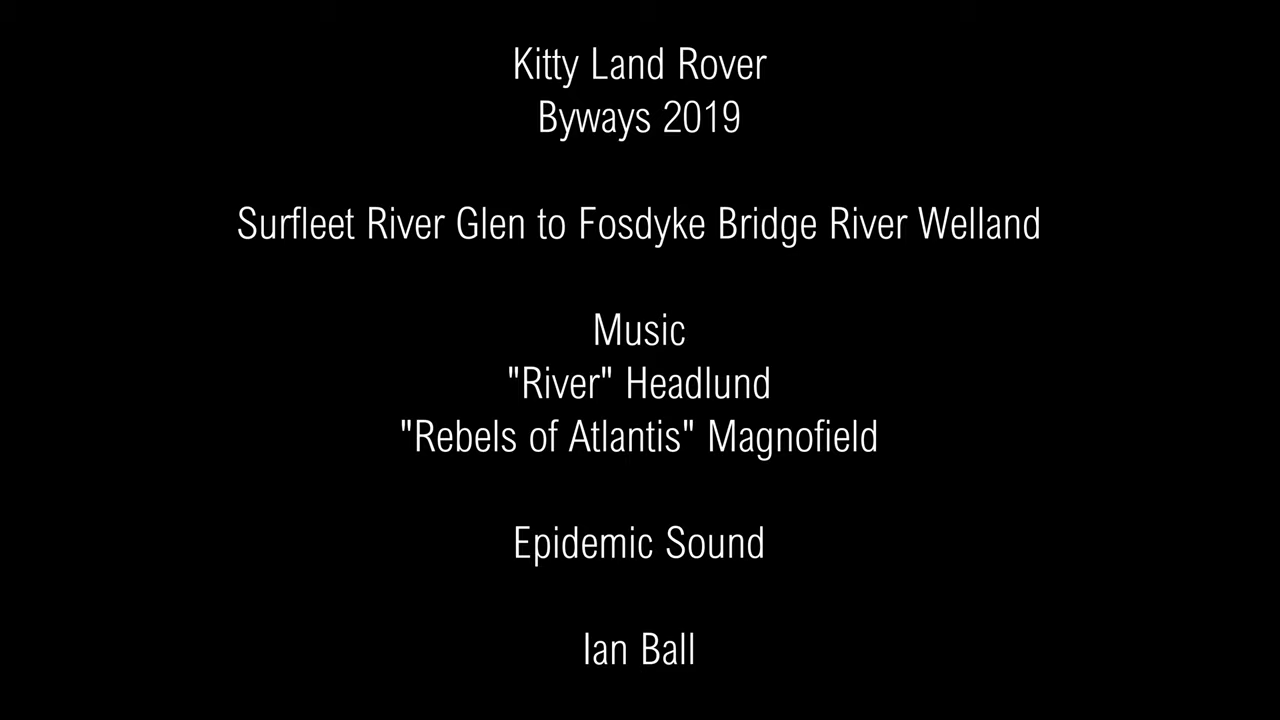 Kitty Land Rover
Byways 2019
Surfleet River Glen to Fosdyke Bridge River Welland
Music
"River" Headlund
"Rebels of Atlantis" Magnofield
Epidemic Sound
Ian Ball